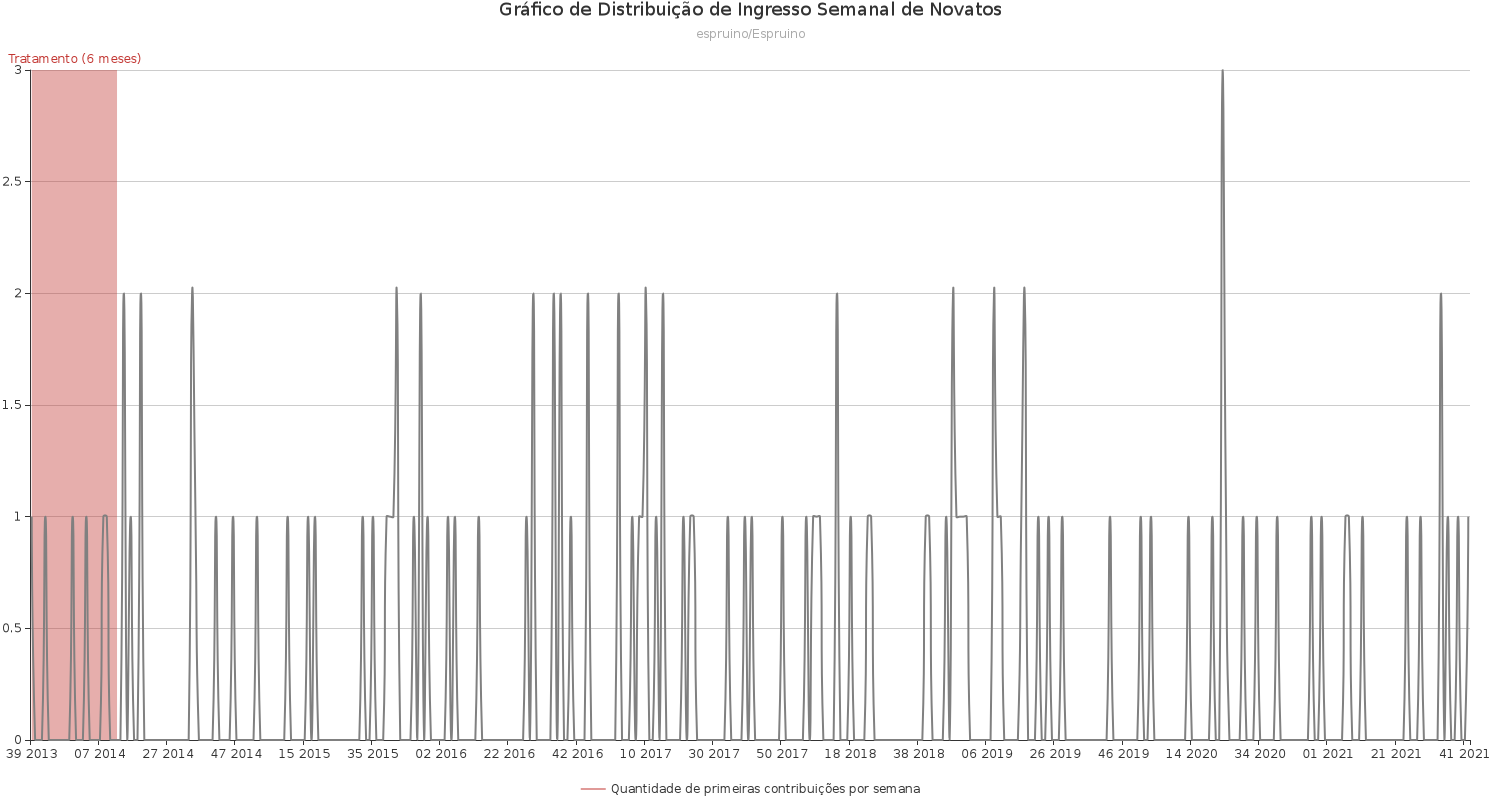 Gráfico de Distribuição de Ingresso Semanal de Novatos
espruino/Espruino
Tratamento (6 meses)
3
2.5
2
1.5
1
0.5
0
39 2013 07 2014 27 2014 47 2014 15 2015 35 2015 02 2016 22 2016 42 2016 10 2017 30 2017 50 2017 18 2018 38 2018 06 2019 26 2019 46 2019 14 2020 34 2020 01 2021 21 2021 41 2021
Quantidade de primeiras contribuições por semana